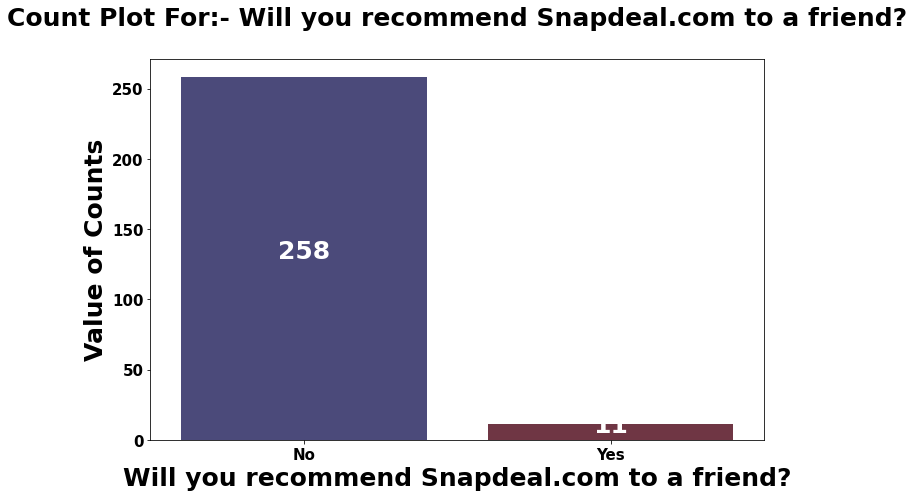 Count Plot For:- Will you recommend Snapdeal.com to a friend?
Value of Counts
250
200
150
100
50
0
258
11
No
Yes
Will you recommend Snapdeal.com to a friend?